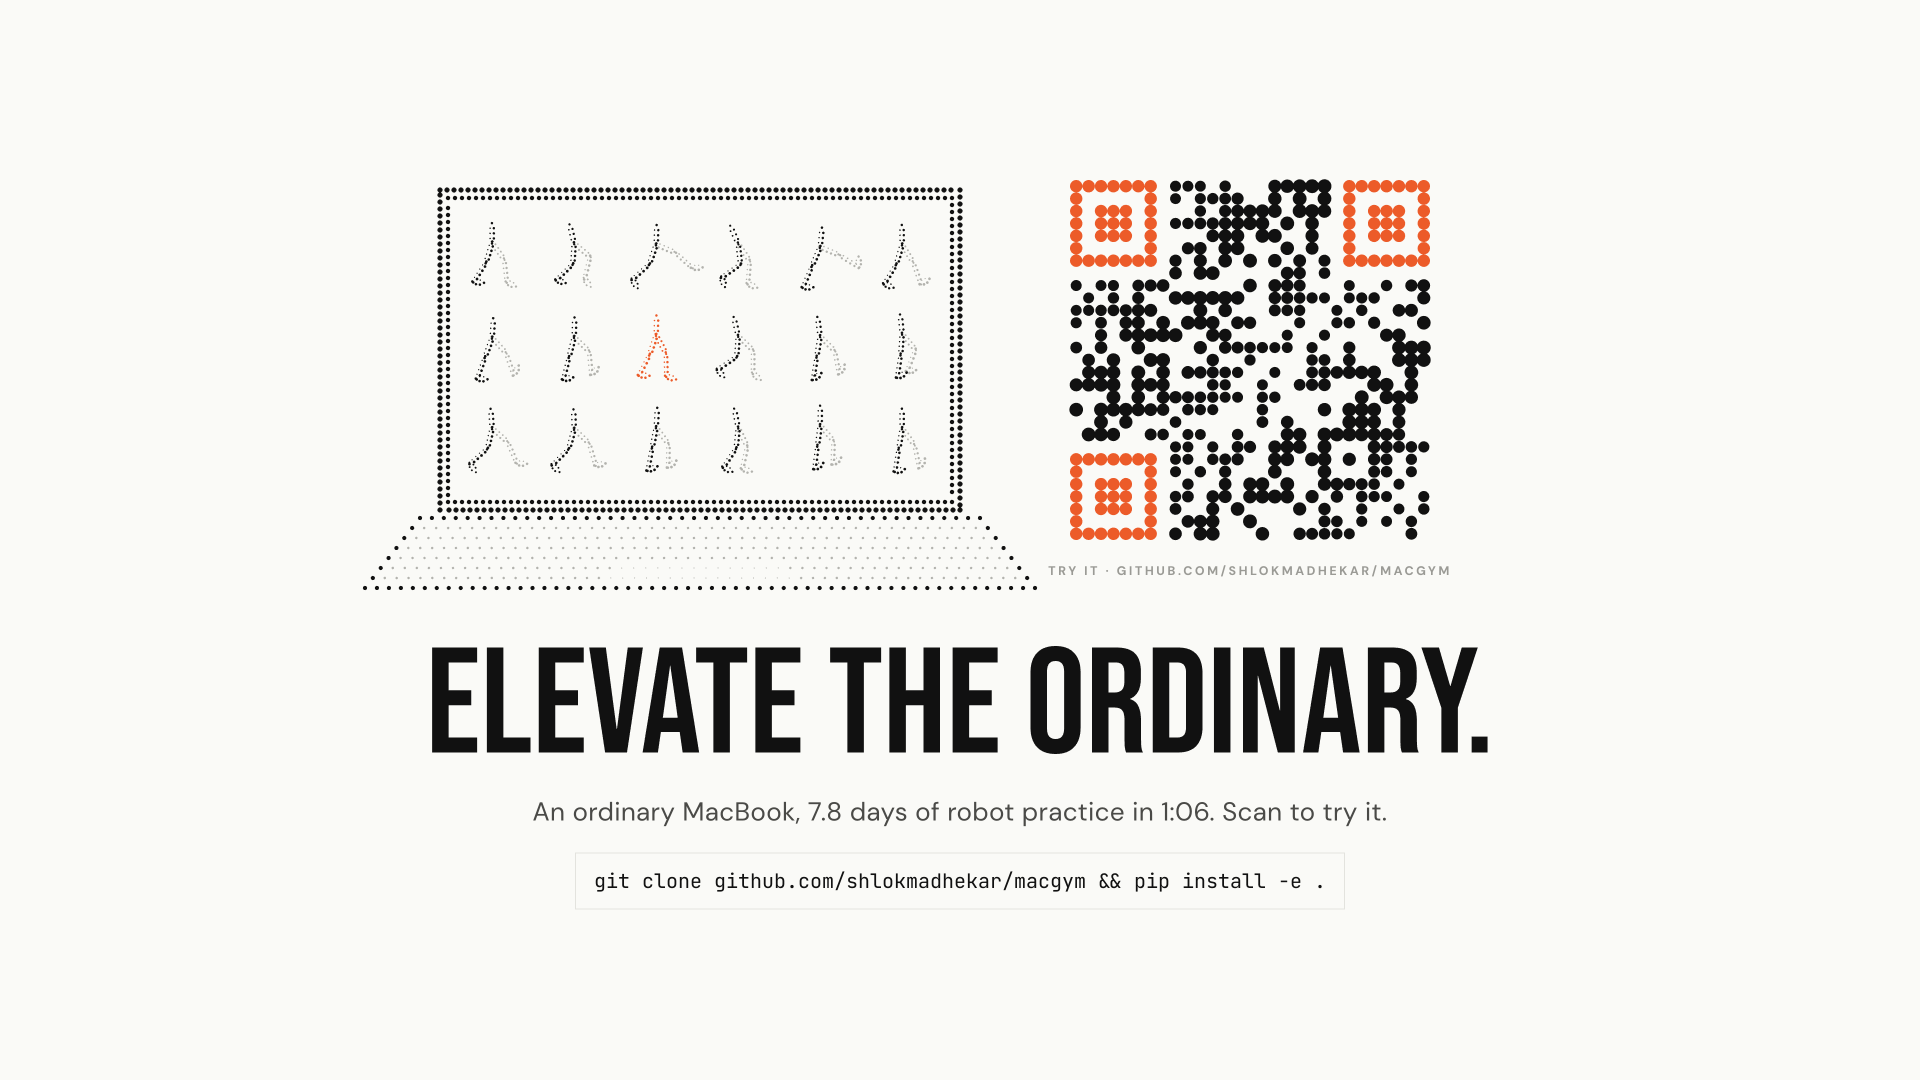 TRY IT · GITHUB.COM/SHLOKMADHEKAR/MACGYM
ELEVATE THE ORDINARY.
An ordinary MacBook, 7.8 days of robot practice in 1:06. Scan to try it.
git clone github.com/shlokmadhekar/macgym && pip install -e .